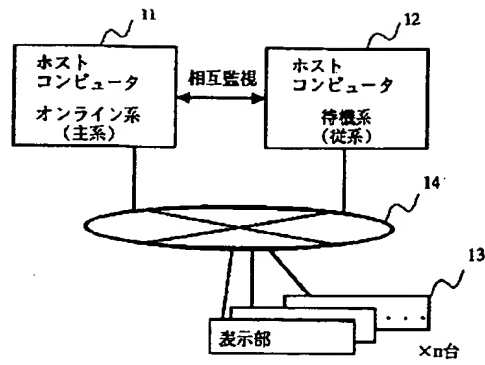 11
12
ホスト
コンピュータ
オンライン系
(主系)
相互監視
ホスト
コンピュータ
待機系
(従系)
14
13
・・・
表示部
×n台